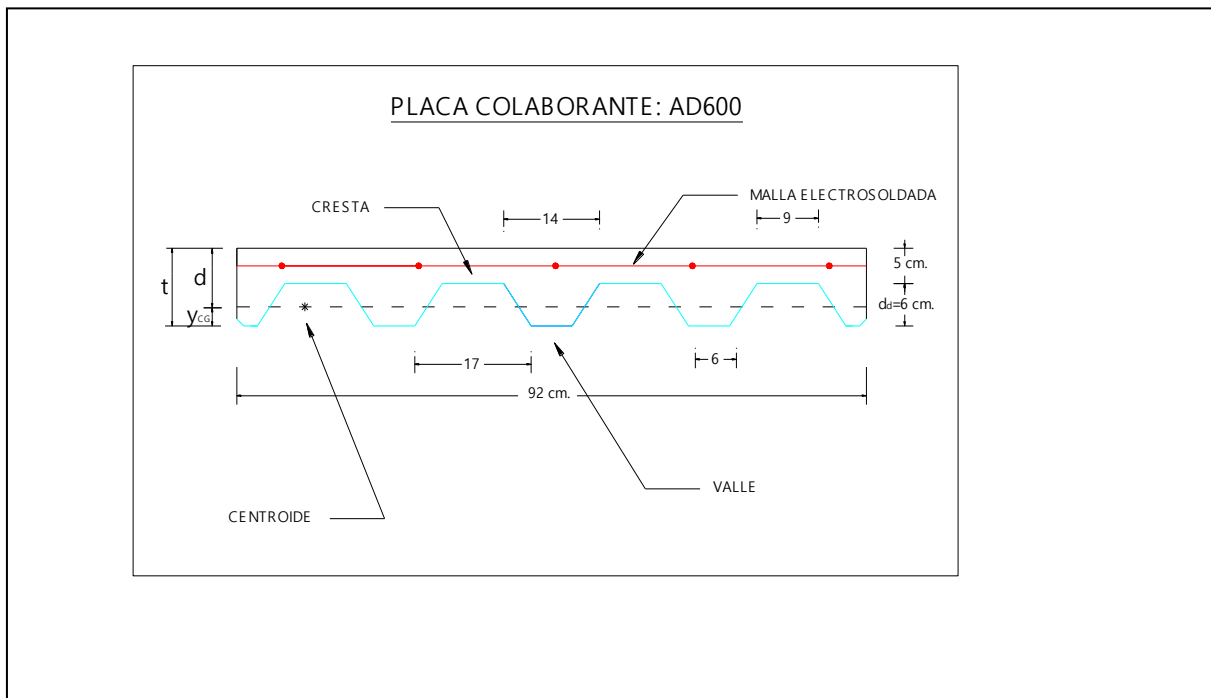 PLACA COLABORANTE: AD600
MALLA ELECTROSOLDADA
CRESTA
14
9
5 cm.
d
t
dd=6 cm.
yCG
17
6
92 cm.
VALLE
CENTROIDE